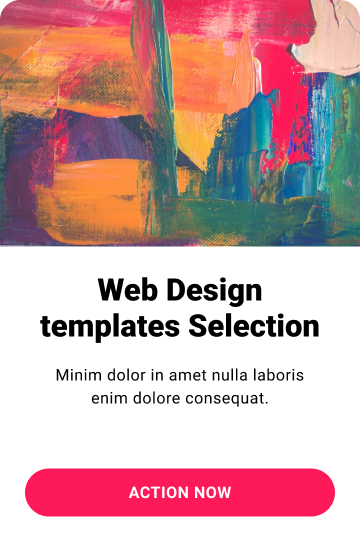 Web Design
templates Selection
Minim dolor in amet nulla laboris
enim dolore consequat.
ACTION NOW